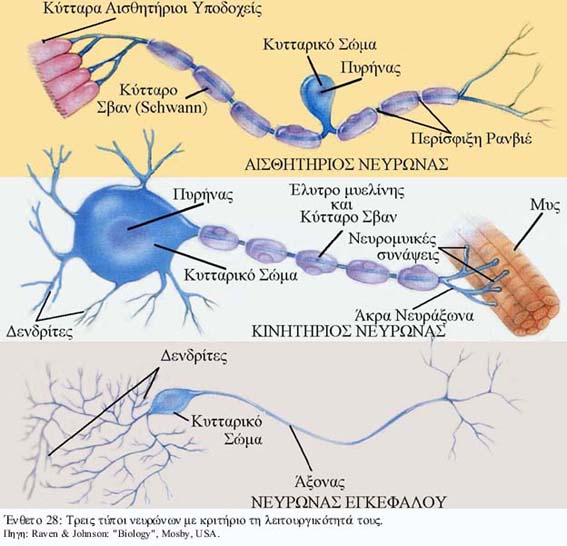 Κύτταρα Αισθητήριοι Υποδοχείς
Κυτταρικό Σώμα
Πυρήνας
Κύτταρο
Σβαν (Schwann)
Περίσφιξη Ρανβιέ
ΑΙΣΘΗΤΗΡΙΟΣ ΝΕΥΡΩΝΑΣ
Πυρήνας
Έλυτρο μυελίνης
και
Κύτταρο Σβαν
Μυς
Νευρομυικές
συνάψεις
Κυτταρικό Σώμα
Δενδρίτες
Άκρα Νευράξωνα
ΚΙΝΗΤΗΡΙΟΣ ΝΕΥΡΩΝΑΣ
Δενδρίτες
Κυτταρικό
Σώμα
Άξονας
ΝΕΥΡΩΝΑΣ ΕΓΚΕΦΑΛΟΥ
Ένθετο 28: Τρεις τύποι νευρώνων με κριτήριο τη λειτουργικότητά τους.
Πηγη: Raven & Johnson: "Biology", Mosby, USA.